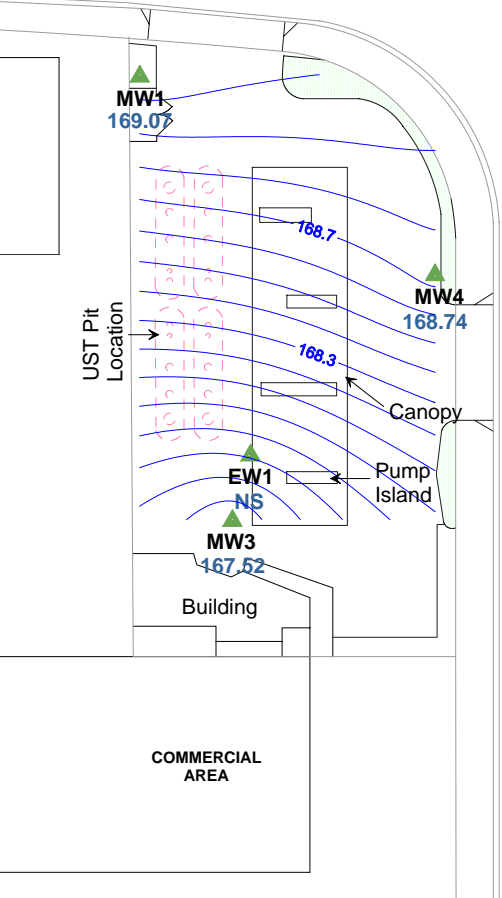 MW1
169.07
168.7
MW4
168.74
UST Pit
Location
168.3
Canopy
EW1
NS
Pump
Island
MW3
167.52
Building
COMMERCIAL
AREA